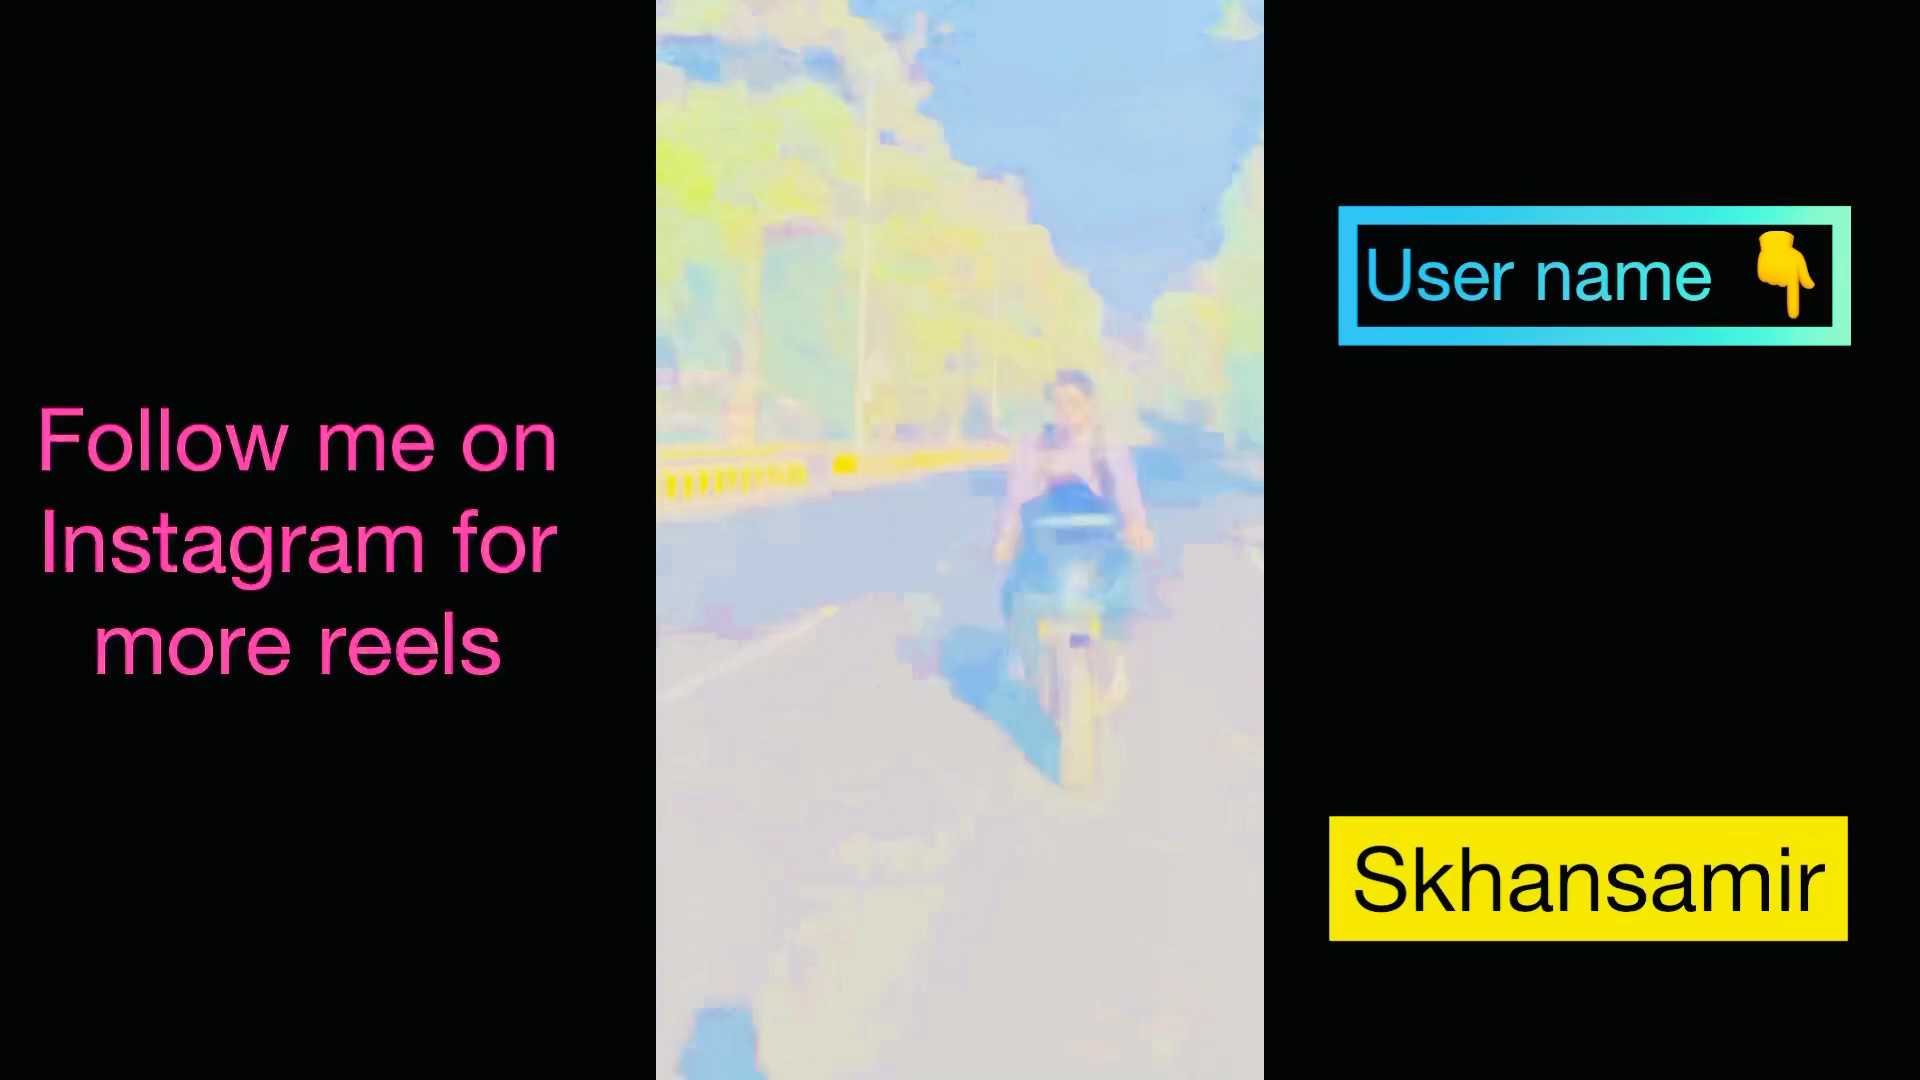 Follow me on
Instagram for
more reels
User name 👇
Skhansamir